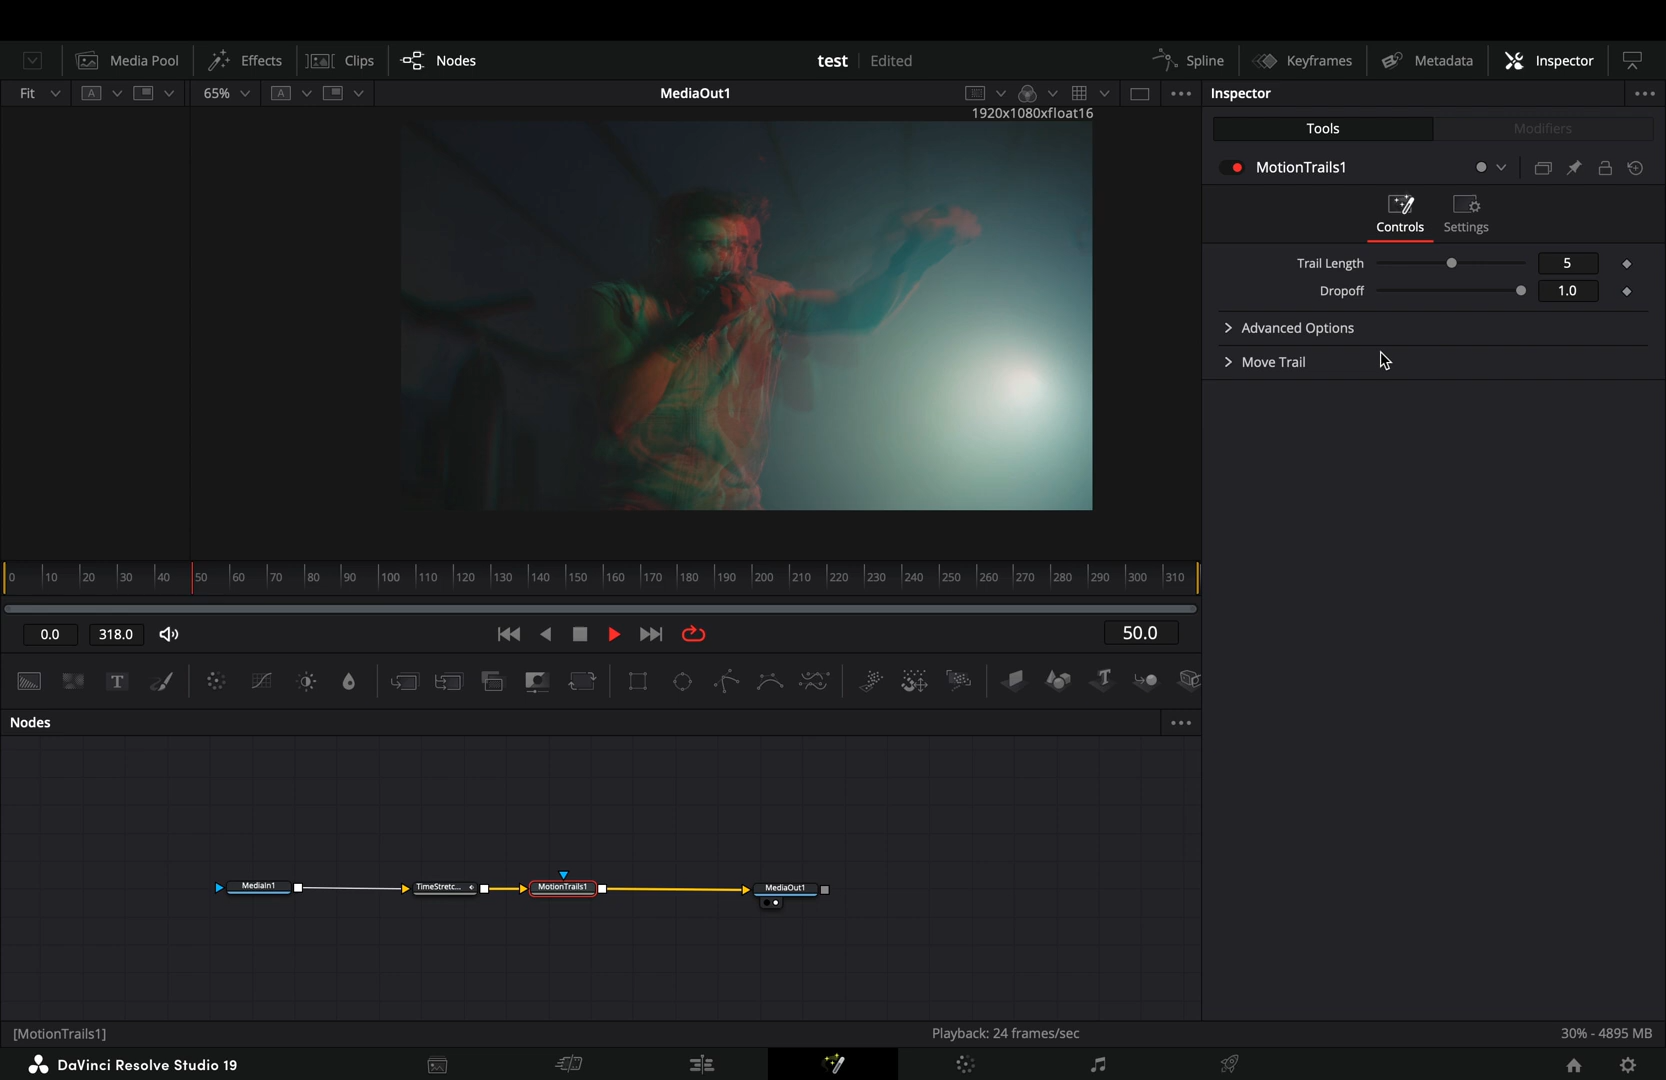 Media Pool Effects Clips Nodes test Edited Spline Keyframes Metadata Inspector
Fit A 65% A MediaOut1 Inspector
1920x1080xfloat16
Tools Modifiers
MotionTrails1
Controls Settings
Trail Length 5
Dropoff 1.0
Advanced Options
Move Trail
0 10 20 30 40 50 60 70 80 90 100 110 120 130 140 150 160 170 180 190 200 210 220 230 240 250 260 270 280 290 300 310
0.0 318.0 50.0
T T
Nodes
MediaIn1 TimeStretc... MotionTrails1 MediaOut1
[MotionTrails1] Playback: 24 frames/sec 30% - 4895 MB
DaVinci Resolve Studio 19